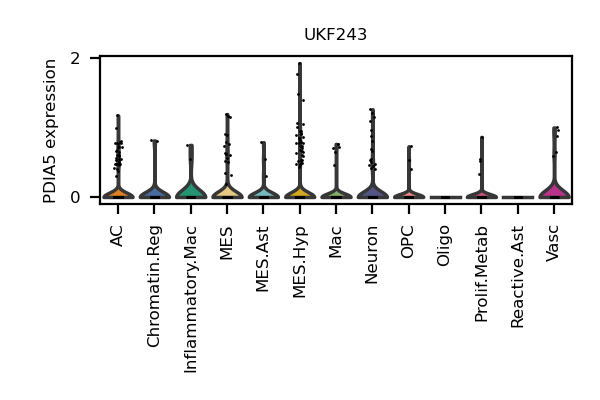 UKF243
PDIA5 expression
2
0
AC
Chromatin.Reg
Inflammatory.Mac
MES
MES.Ast
MES.Hyp
Mac
Neuron
OPC
Oligo
Prolif.Metab
Reactive.Ast
Vasc